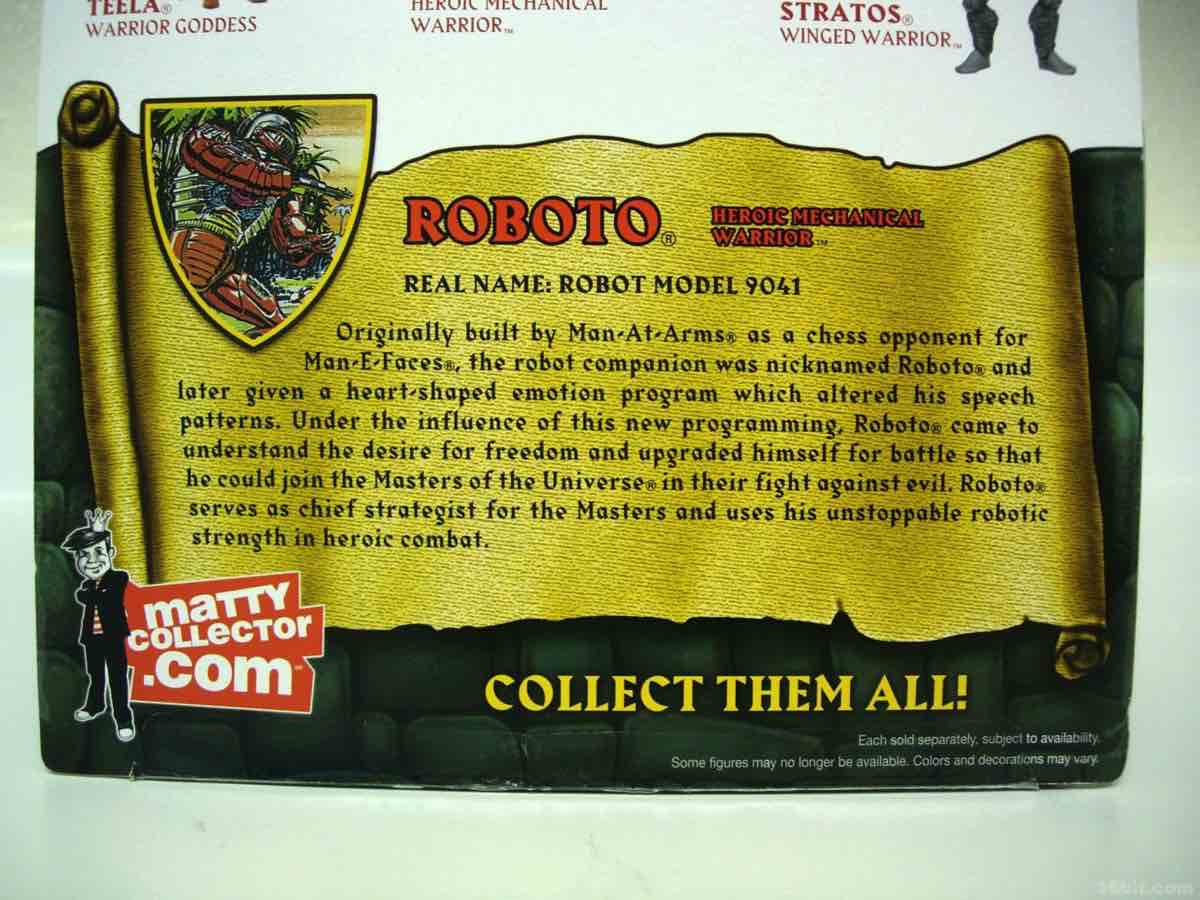 TEELA®
WARRIOR GODDESS
HEROIC MECHANICAL
WARRIOR™
STRATOS®
WINGED WARRIOR™
ROBOTO®
HEROIC MECHANICAL
WARRIOR™
REAL NAME: ROBOT MODEL 9041
Originally built by Man-At-Arms® as a chess opponent for
Man-E-Faces®, the robot companion was nicknamed Roboto® and
later given a heart-shaped emotion program which altered his speech
patterns. Under the influence of this new programming, Roboto® came to
understand the desire for freedom and upgraded himself for battle so that
he could join the Masters of the Universe® in their fight against evil. Roboto®
serves as chief strategist for the Masters and uses his unstoppable robotic
strength in heroic combat.
maTTY
COLLecTor
.com™
COLLECT THEM ALL!
Each sold separately, subject to availability.
Some figures may no longer be available. Colors and decorations may vary.